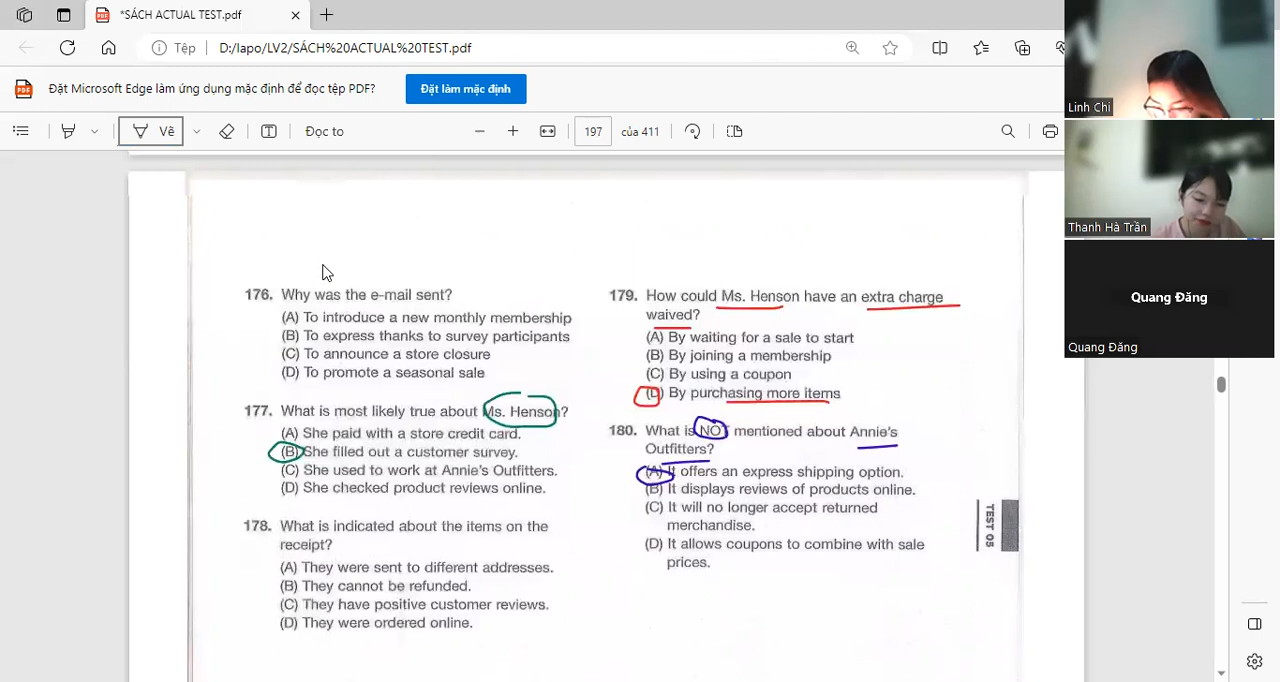 *SÁCH ACTUAL TEST.pdf
Tệp
D:/lapo/LV2/SÁCH%20ACTUAL%20TEST.pdf
Đặt Microsoft Edge làm ứng dụng mặc định để đọc tệp PDF?
Đặt làm mặc định
Vẽ
Đọc to
197
của 411
Linh Chi
Thanh Hà Trần
Quang Đăng
Quang Đăng
176. Why was the e-mail sent?
(A) To introduce a new monthly membership
(B) To express thanks to survey participants
(C) To announce a store closure
(D) To promote a seasonal sale
177. What is most likely true about Ms. Henson?
(A) She paid with a store credit card.
(B) She filled out a customer survey.
(C) She used to work at Annie's Outfitters.
(D) She checked product reviews online.
178. What is indicated about the items on the
receipt?
(A) They were sent to different addresses.
(B) They cannot be refunded.
(C) They have positive customer reviews.
(D) They were ordered online.
179. How could Ms. Henson have an extra charge
waived?
(A) By waiting for a sale to start
(B) By joining a membership
(C) By using a coupon
(D) By purchasing more items
180. What is NOT mentioned about Annie's
Outfitters?
(A) It offers an express shipping option.
(B) It displays reviews of products online.
(C) It will no longer accept returned
merchandise.
(D) It allows coupons to combine with sale
prices.
TEST 05